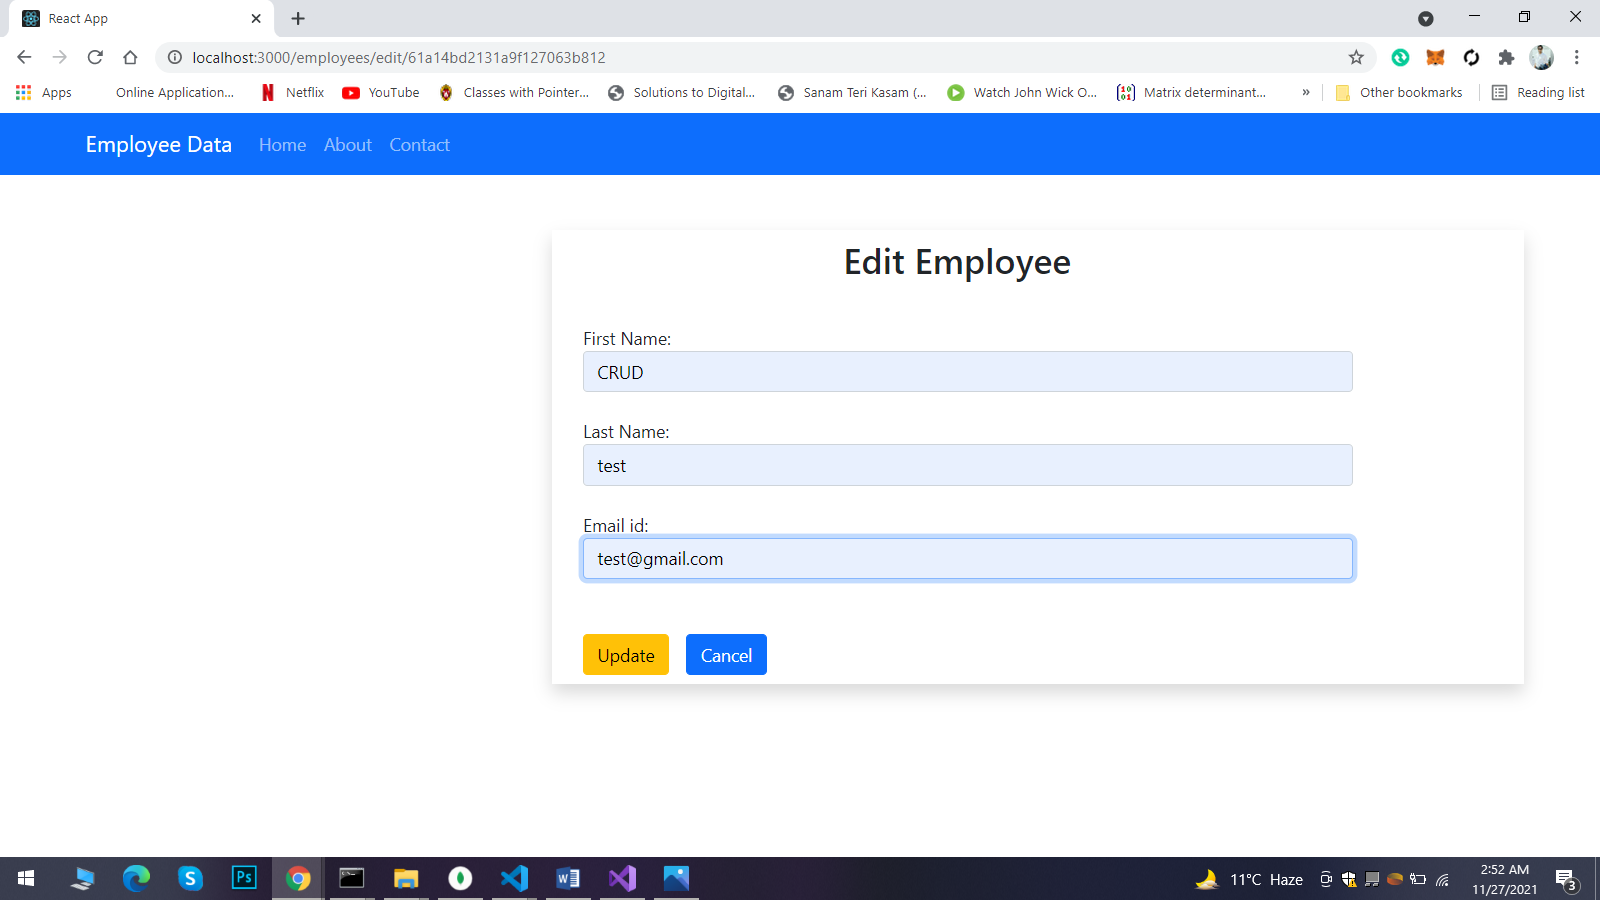 React App
localhost:3000/employees/edit/61a14bd2131a9f127063b812
Apps Online Application... Netflix YouTube Classes with Pointer... Solutions to Digital... Sanam Teri Kasam (... Watch John Wick O... Matrix determinant... » Other bookmarks Reading list
Employee Data Home About Contact
Edit Employee
First Name:
CRUD
Last Name:
test
Email id:
test@gmail.com
Update Cancel
11°C Haze
2:52 AM
11/27/2021
3